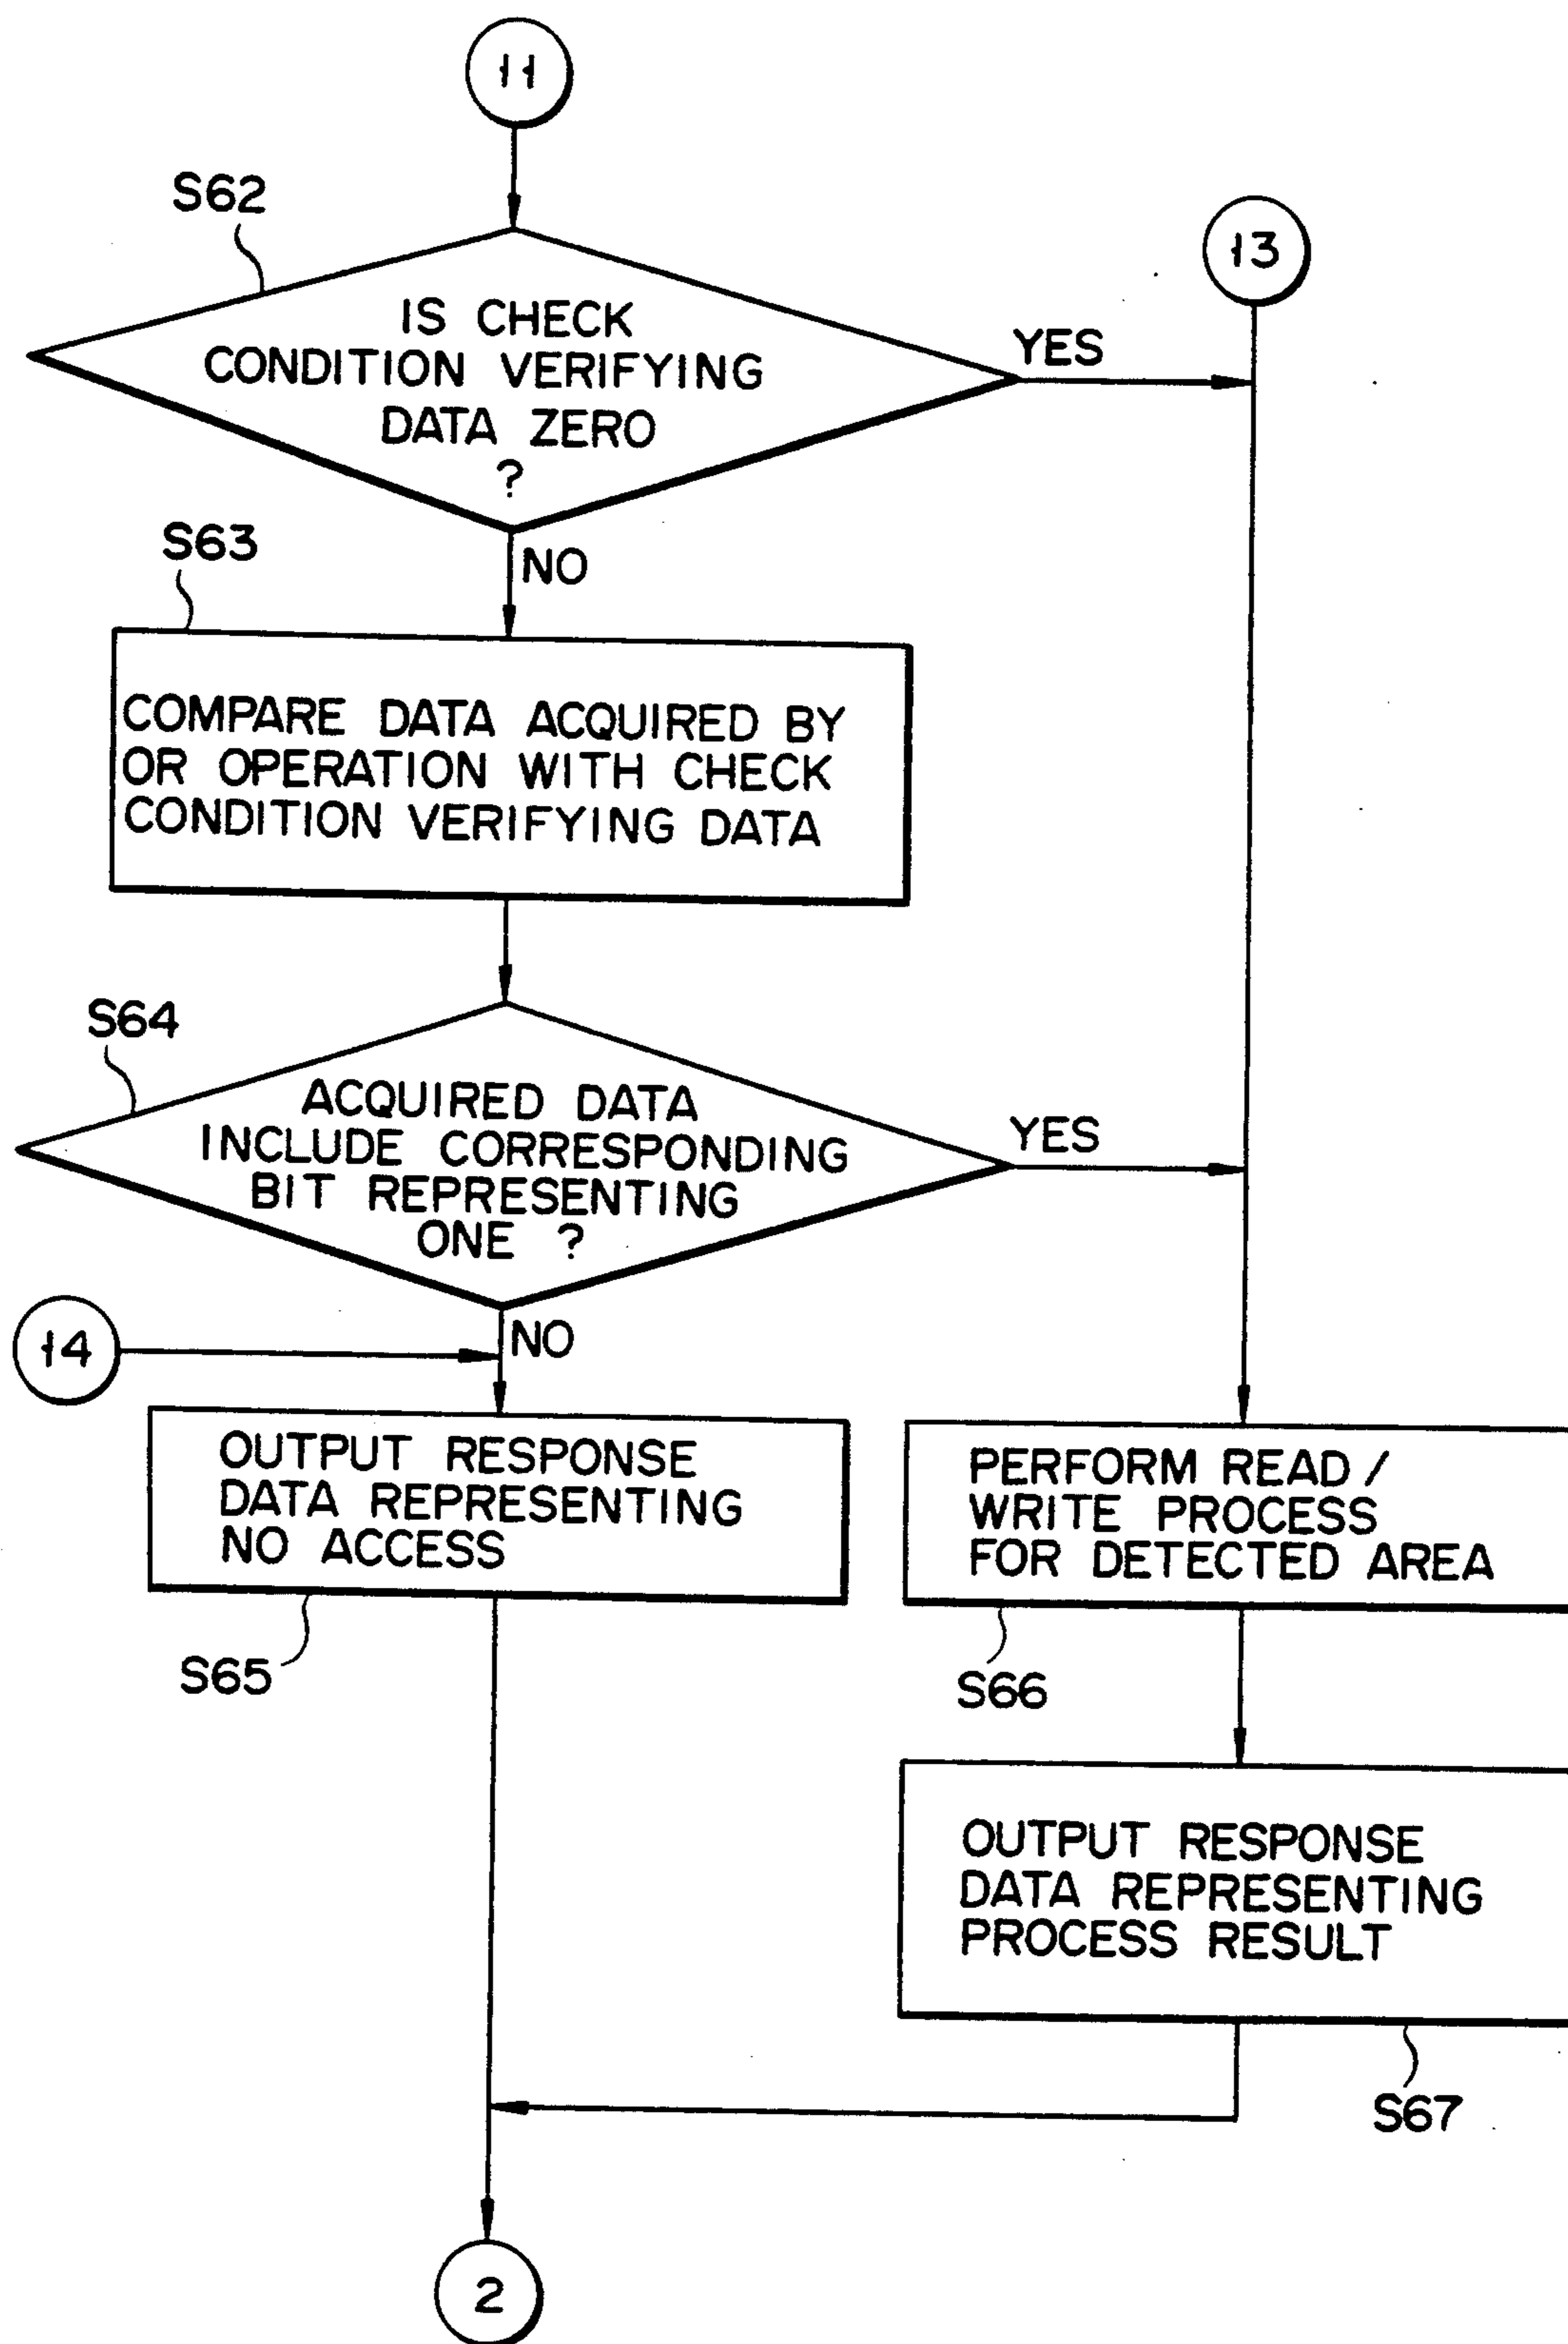 11
S62
13
IS CHECK
CONDITION VERIFYING
DATA ZERO
?
YES
NO
S63
COMPARE DATA ACQUIRED BY
OR OPERATION WITH CHECK
CONDITION VERIFYING DATA
S64
ACQUIRED DATA
INCLUDE CORRESPONDING
BIT REPRESENTING
ONE ?
YES
NO
14
OUTPUT RESPONSE
DATA REPRESENTING
NO ACCESS
S65
PERFORM READ /
WRITE PROCESS
FOR DETECTED AREA
S66
OUTPUT RESPONSE
DATA REPRESENTING
PROCESS RESULT
S67
2